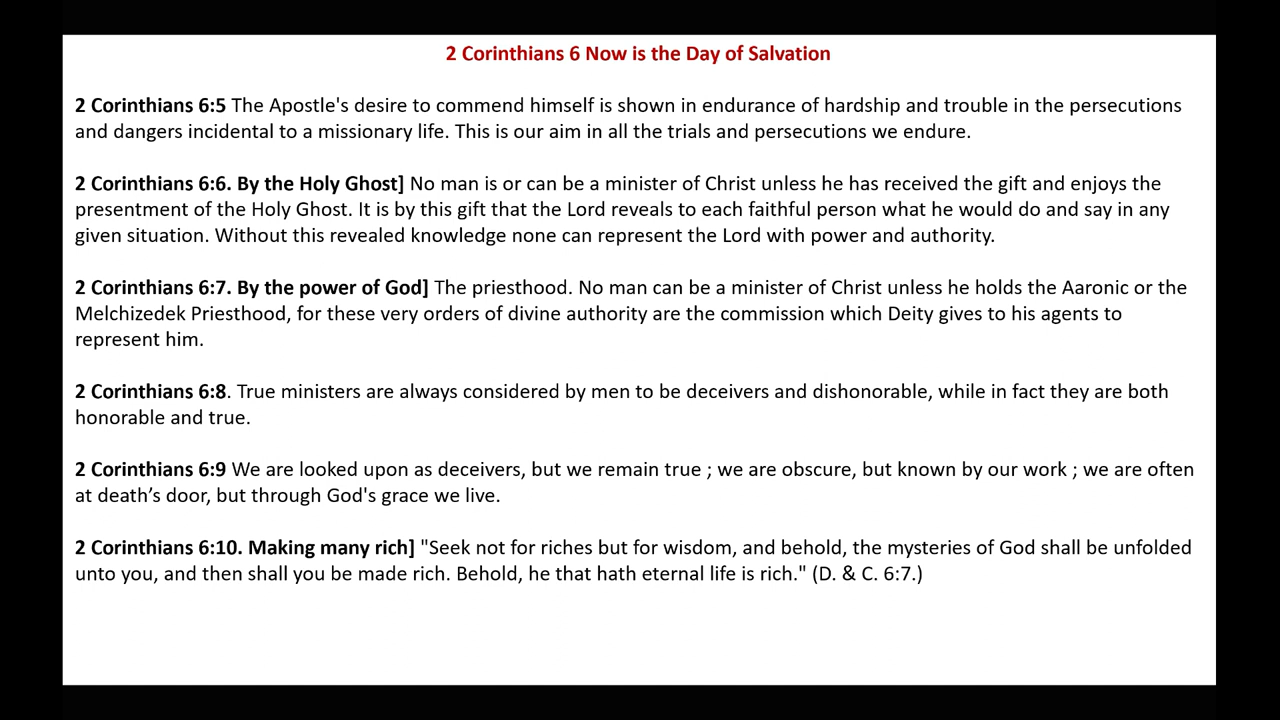 2 Corinthians 6 Now is the Day of Salvation
2 Corinthians 6:5 The Apostle's desire to commend himself is shown in endurance of hardship and trouble in the persecutions
and dangers incidental to a missionary life. This is our aim in all the trials and persecutions we endure.
2 Corinthians 6:6. By the Holy Ghost] No man is or can be a minister of Christ unless he has received the gift and enjoys the
presentment of the Holy Ghost. It is by this gift that the Lord reveals to each faithful person what he would do and say in any
given situation. Without this revealed knowledge none can represent the Lord with power and authority.
2 Corinthians 6:7. By the power of God] The priesthood. No man can be a minister of Christ unless he holds the Aaronic or the
Melchizedek Priesthood, for these very orders of divine authority are the commission which Deity gives to his agents to
represent him.
2 Corinthians 6:8. True ministers are always considered by men to be deceivers and dishonorable, while in fact they are both
honorable and true.
2 Corinthians 6:9 We are looked upon as deceivers, but we remain true ; we are obscure, but known by our work ; we are often
at death’s door, but through God's grace we live.
2 Corinthians 6:10. Making many rich] "Seek not for riches but for wisdom, and behold, the mysteries of God shall be unfolded
unto you, and then shall you be made rich. Behold, he that hath eternal life is rich." (D. & C. 6:7.)